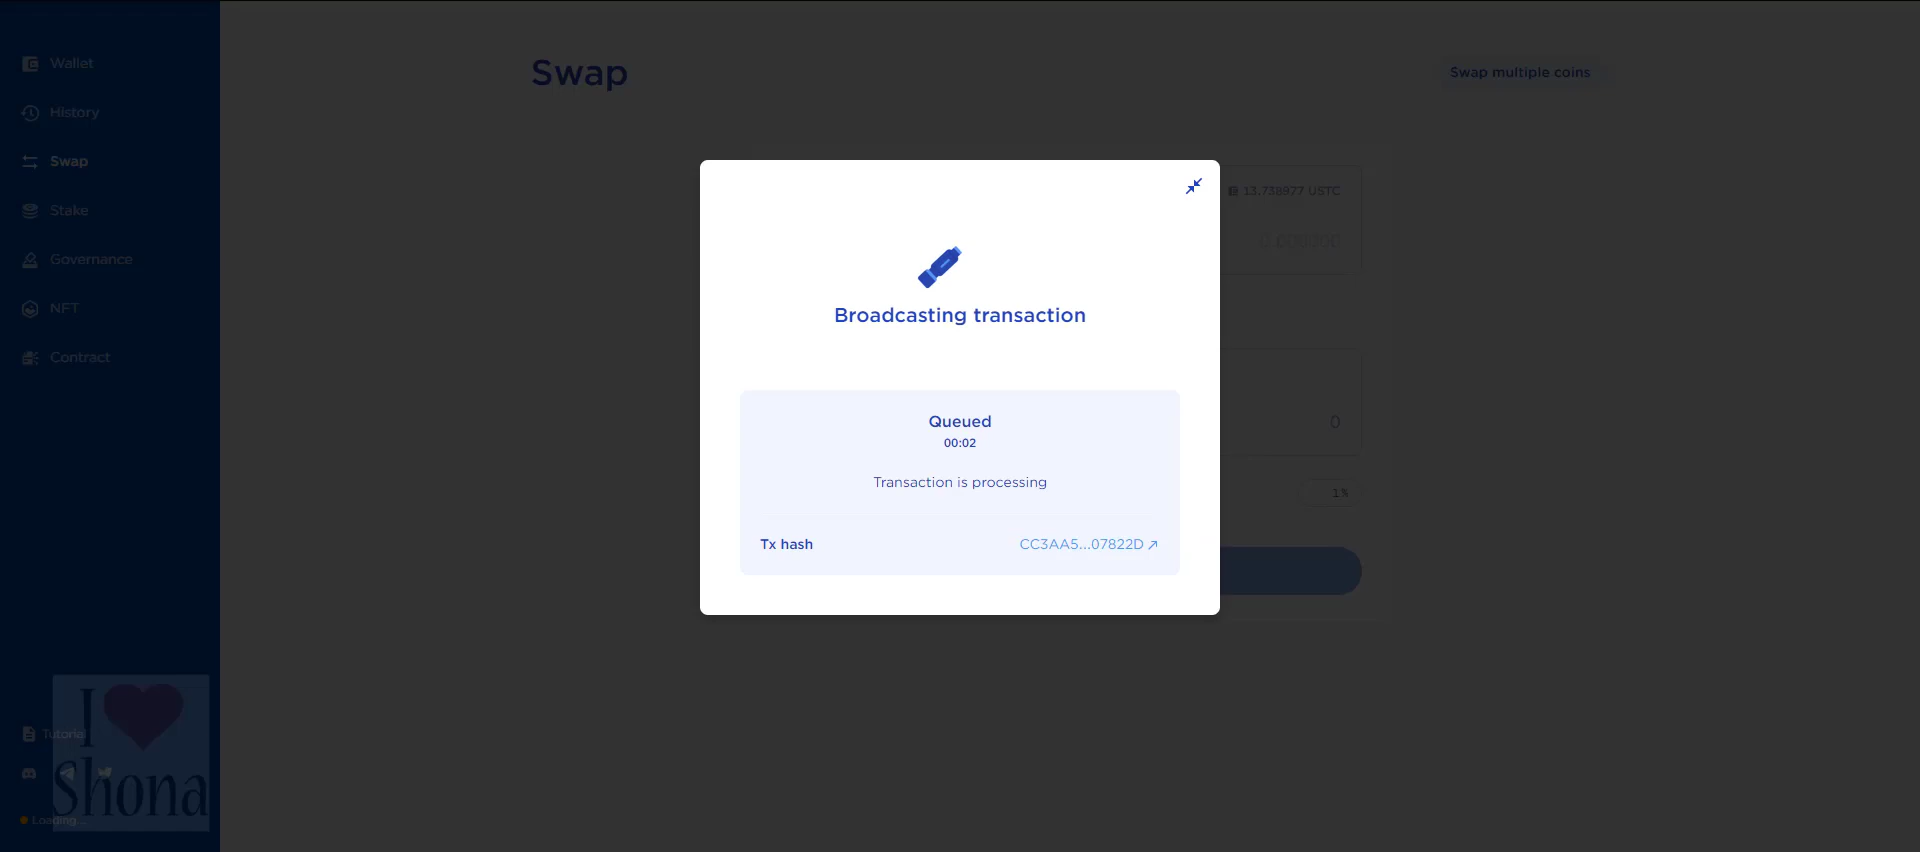 Wallet
History
Swap
Stake
Governance
NFT
Contract
Tutorial
Loading...
I
Shona
Swap
Swap multiple coins
13.738977 USTC
0
1%
Broadcasting transaction
Queued
00:02
Transaction is processing
Tx hash CC3AA5...07822D